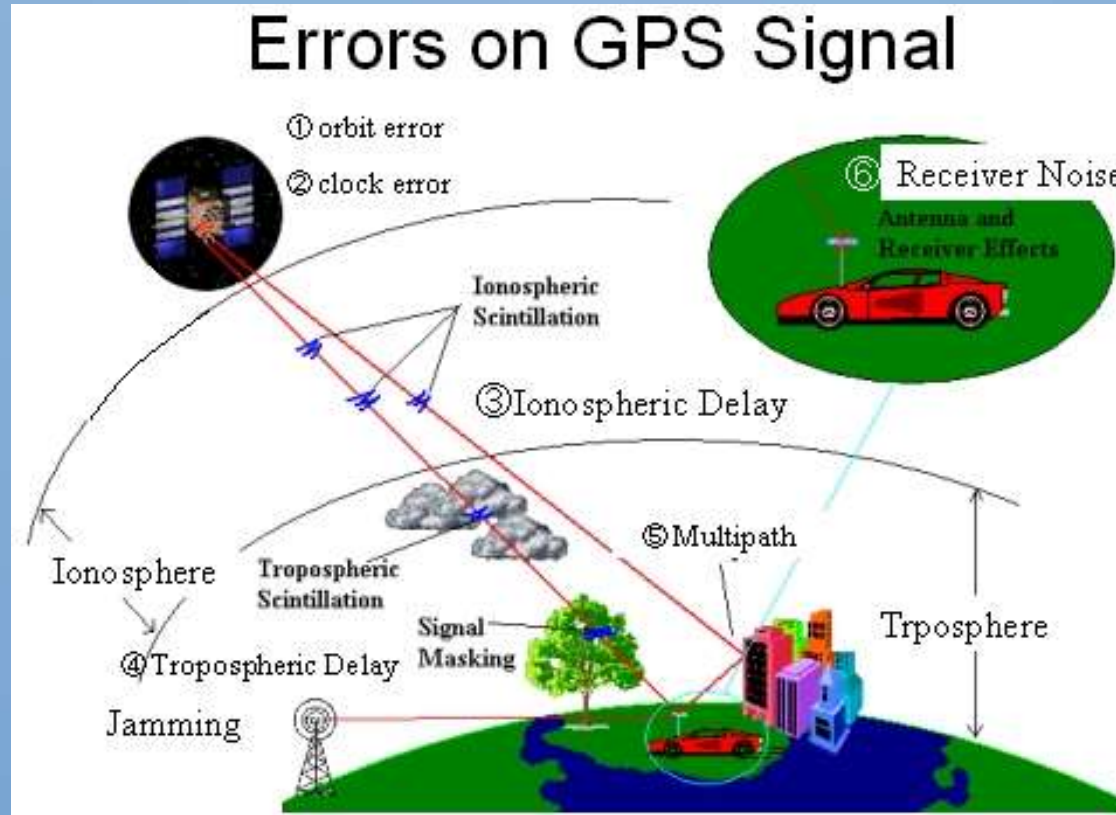 Errors on GPS Signal
① orbit error
② clock error
⑥ Receiver Noise
Antenna and
Receiver Effects
Ionospheric
Scintillation
③Ionospheric Delay
⑤Multipath
Ionosphere
Tropospheric
Scintillation
Signal
Masking
Trposphere
④Tropospheric Delay
Jamming